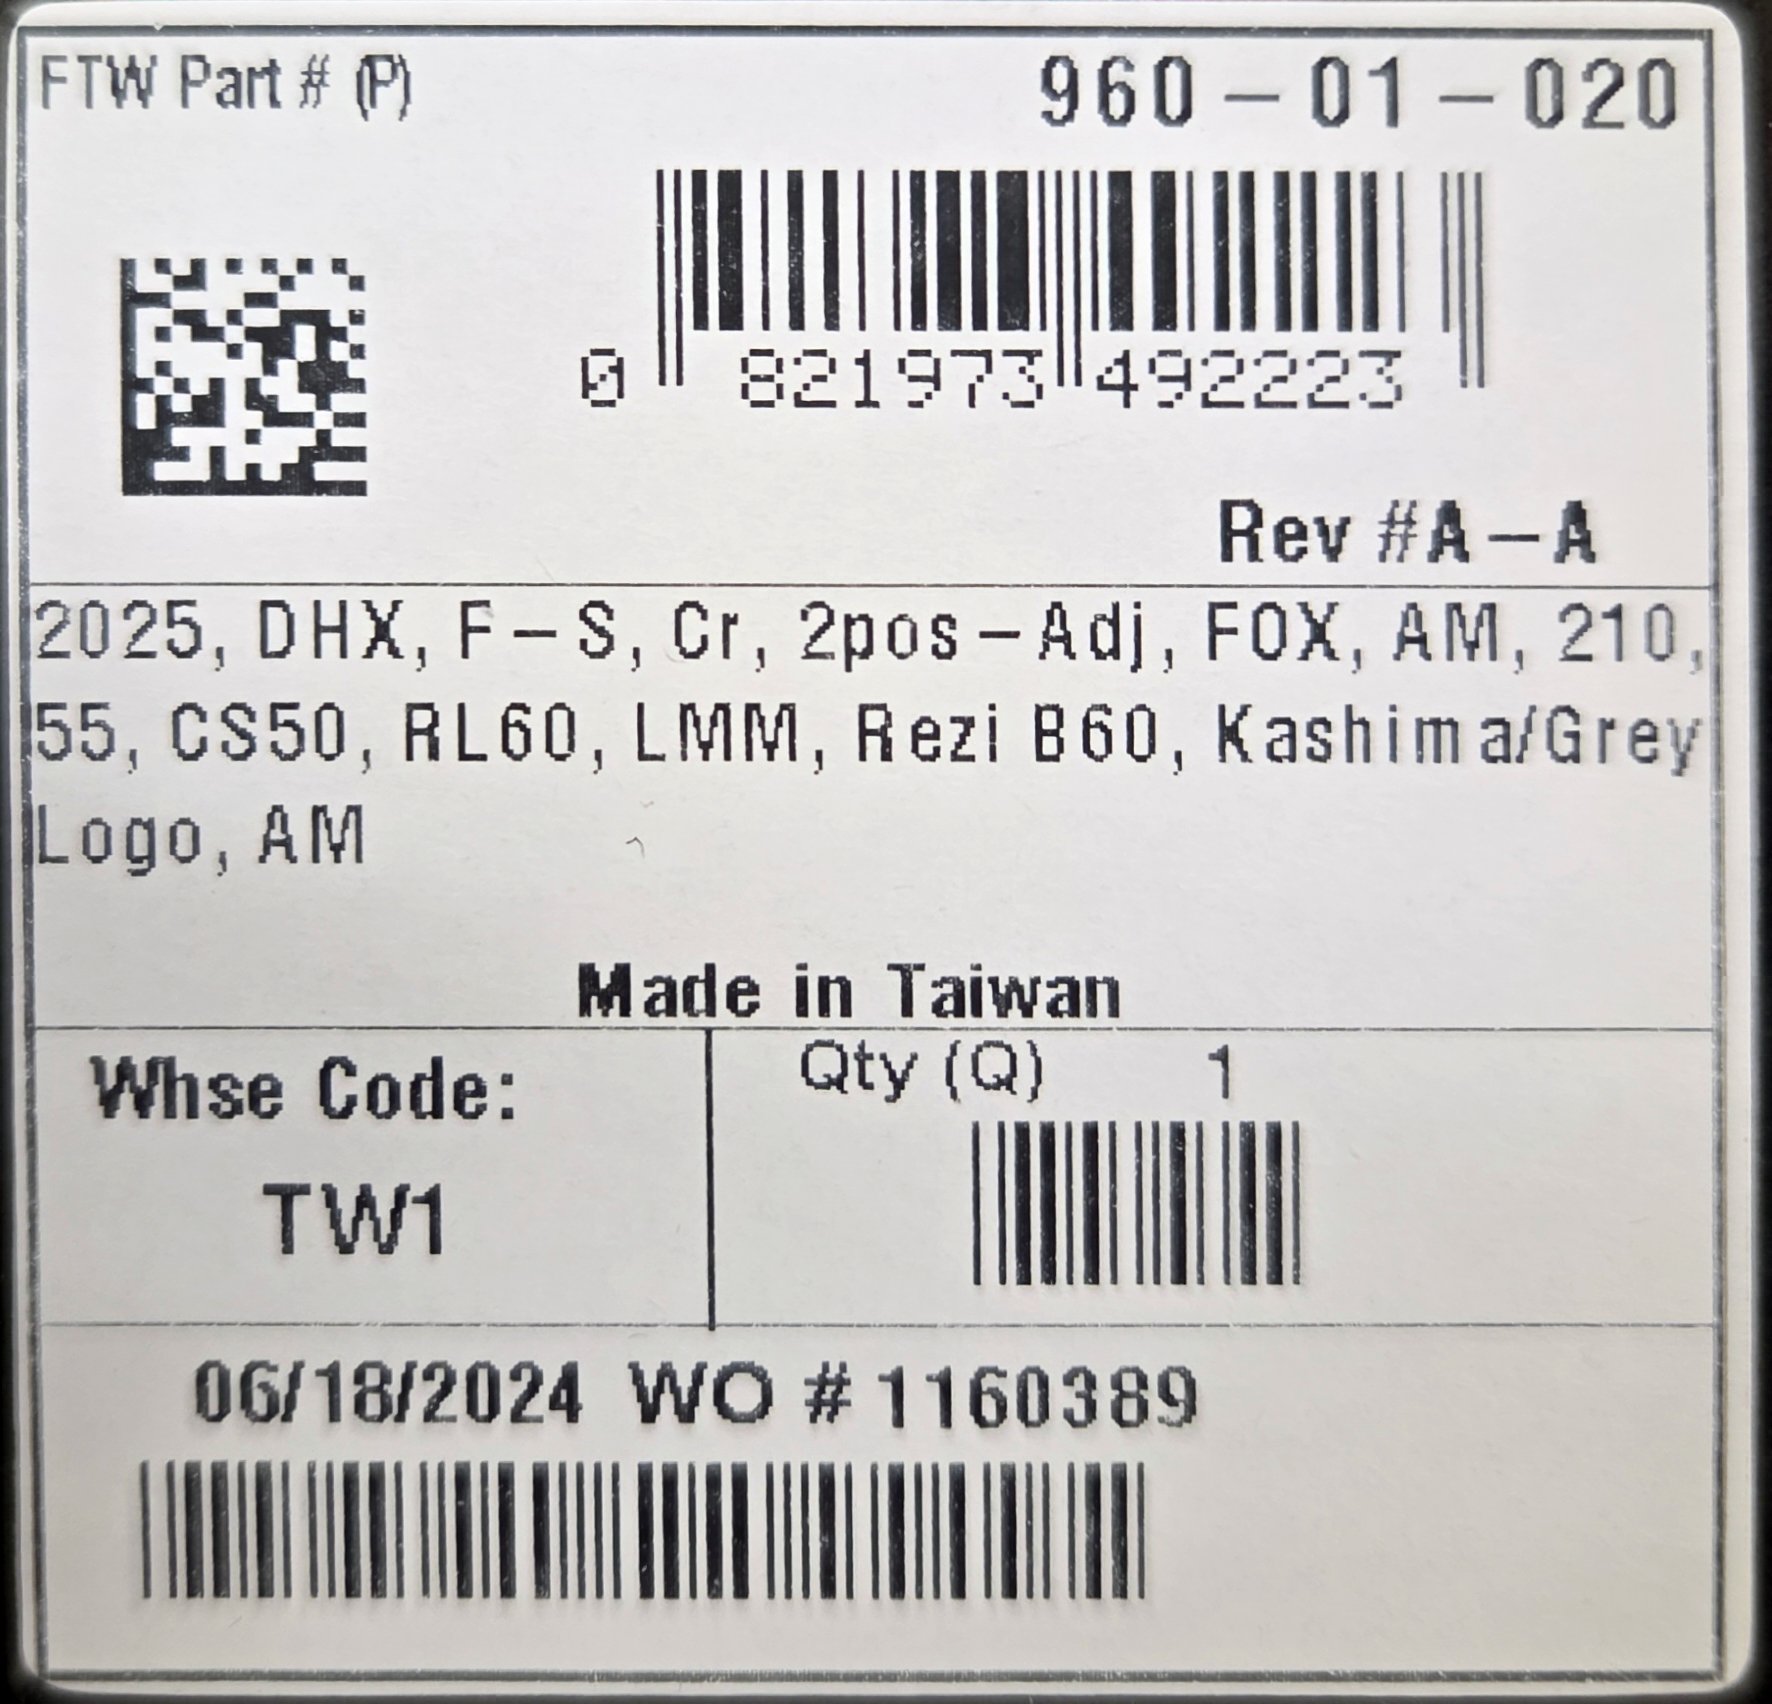 FTW Part # (P) 960-01-020
0 821973 492223
Rev #A-A
2025, DHX, F-S, Cr, 2pos-Adj, FOX, AM, 210,
55, CS50, RL60, LMM, Rezi B60, Kashima/Grey
Logo, AM
Made in Taiwan
Whse Code: Qty (Q) 1
TW1
06/18/2024 WO # 1160389